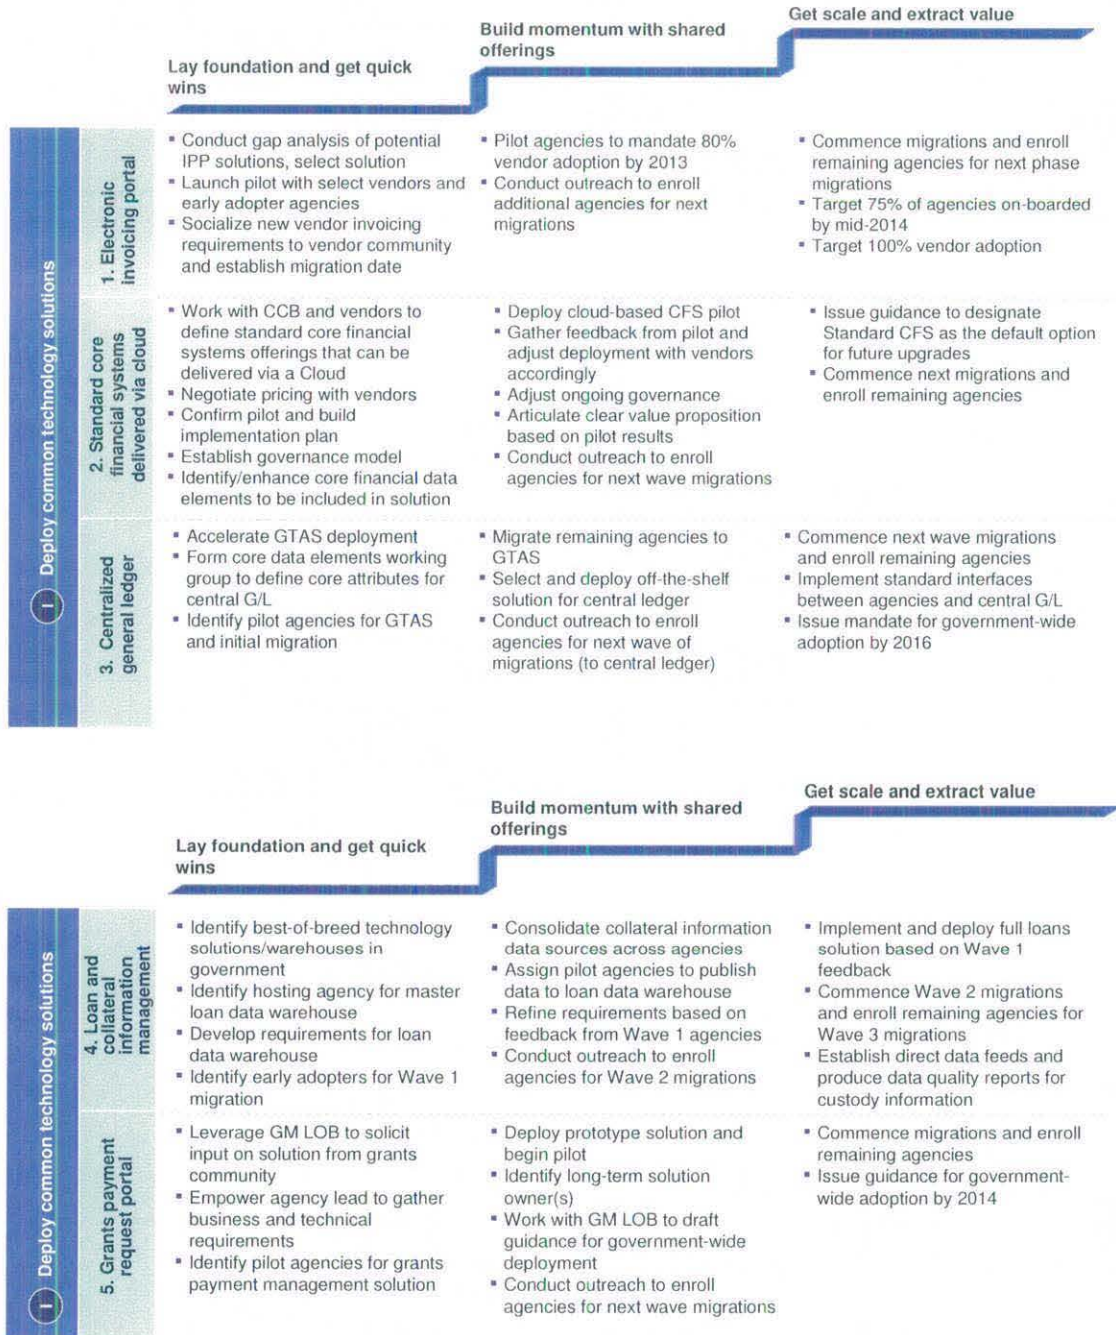 Get scale and extract value
Build momentum with shared
offerings
Lay foundation and get quick
wins
I Deploy common technology solutions
1. Electronic
invoicing portal
▪ Conduct gap analysis of potential
IPP solutions, select solution
▪ Launch pilot with select vendors and
early adopter agencies
▪ Socialize new vendor invoicing
requirements to vendor community
and establish migration date
▪ Pilot agencies to mandate 80%
vendor adoption by 2013
▪ Conduct outreach to enroll
additional agencies for next
migrations
▪ Commence migrations and enroll
remaining agencies for next phase
migrations
▪ Target 75% of agencies on-boarded
by mid-2014
▪ Target 100% vendor adoption
2. Standard core
financial systems
delivered via cloud
▪ Work with CCB and vendors to
define standard core financial
systems offerings that can be
delivered via a Cloud
▪ Negotiate pricing with vendors
▪ Confirm pilot and build
implementation plan
▪ Establish governance model
▪ Identify/enhance core financial data
elements to be included in solution
▪ Deploy cloud-based CFS pilot
▪ Gather feedback from pilot and
adjust deployment with vendors
accordingly
▪ Adjust ongoing governance
▪ Articulate clear value proposition
based on pilot results
▪ Conduct outreach to enroll
agencies for next wave migrations
▪ Issue guidance to designate
Standard CFS as the default option
for future upgrades
▪ Commence next migrations and
enroll remaining agencies
3. Centralized
general ledger
▪ Accelerate GTAS deployment
▪ Form core data elements working
group to define core attributes for
central G/L
▪ Identify pilot agencies for GTAS
and initial migration
▪ Migrate remaining agencies to
GTAS
▪ Select and deploy off-the-shelf
solution for central ledger
▪ Conduct outreach to enroll
agencies for next wave of
migrations (to central ledger)
▪ Commence next wave migrations
and enroll remaining agencies
▪ Implement standard interfaces
between agencies and central G/L
▪ Issue mandate for government-wide
adoption by 2016
Get scale and extract value
Build momentum with shared
offerings
Lay foundation and get quick
wins
I Deploy common technology solutions
4. Loan and
collateral
information
management
▪ Identify best-of-breed technology
solutions/warehouses in
government
▪ Identify hosting agency for master
loan data warehouse
▪ Develop requirements for loan
data warehouse
▪ Identify early adopters for Wave 1
migration
▪ Consolidate collateral information
data sources across agencies
▪ Assign pilot agencies to publish
data to loan data warehouse
▪ Refine requirements based on
feedback from Wave 1 agencies
▪ Conduct outreach to enroll
agencies for Wave 2 migrations
▪ Implement and deploy full loans
solution based on Wave 1
feedback
▪ Commence Wave 2 migrations
and enroll remaining agencies for
Wave 3 migrations
▪ Establish direct data feeds and
produce data quality reports for
custody information
5. Grants payment
request portal
▪ Leverage GM LOB to solicit
input on solution from grants
community
▪ Empower agency lead to gather
business and technical
requirements
▪ Identify pilot agencies for grants
payment management solution
▪ Deploy prototype solution and
begin pilot
▪ Identify long-term solution
owner(s)
▪ Work with GM LOB to draft
guidance for government-wide
deployment
▪ Conduct outreach to enroll
agencies for next wave migrations
▪ Commence migrations and enroll
remaining agencies
▪ Issue guidance for government-
wide adoption by 2014